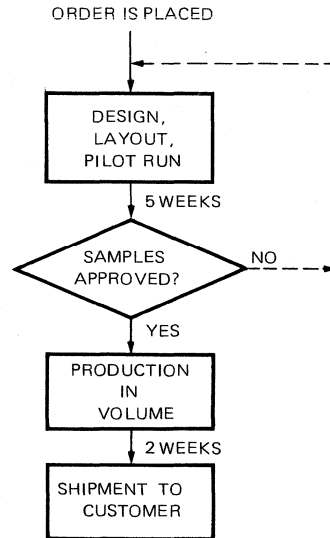 ORDER IS PLACED
DESIGN,
LAYOUT,
PILOT RUN
5 WEEKS
SAMPLES
APPROVED?
NO
YES
PRODUCTION
IN
VOLUME
2 WEEKS
SHIPMENT TO
CUSTOMER